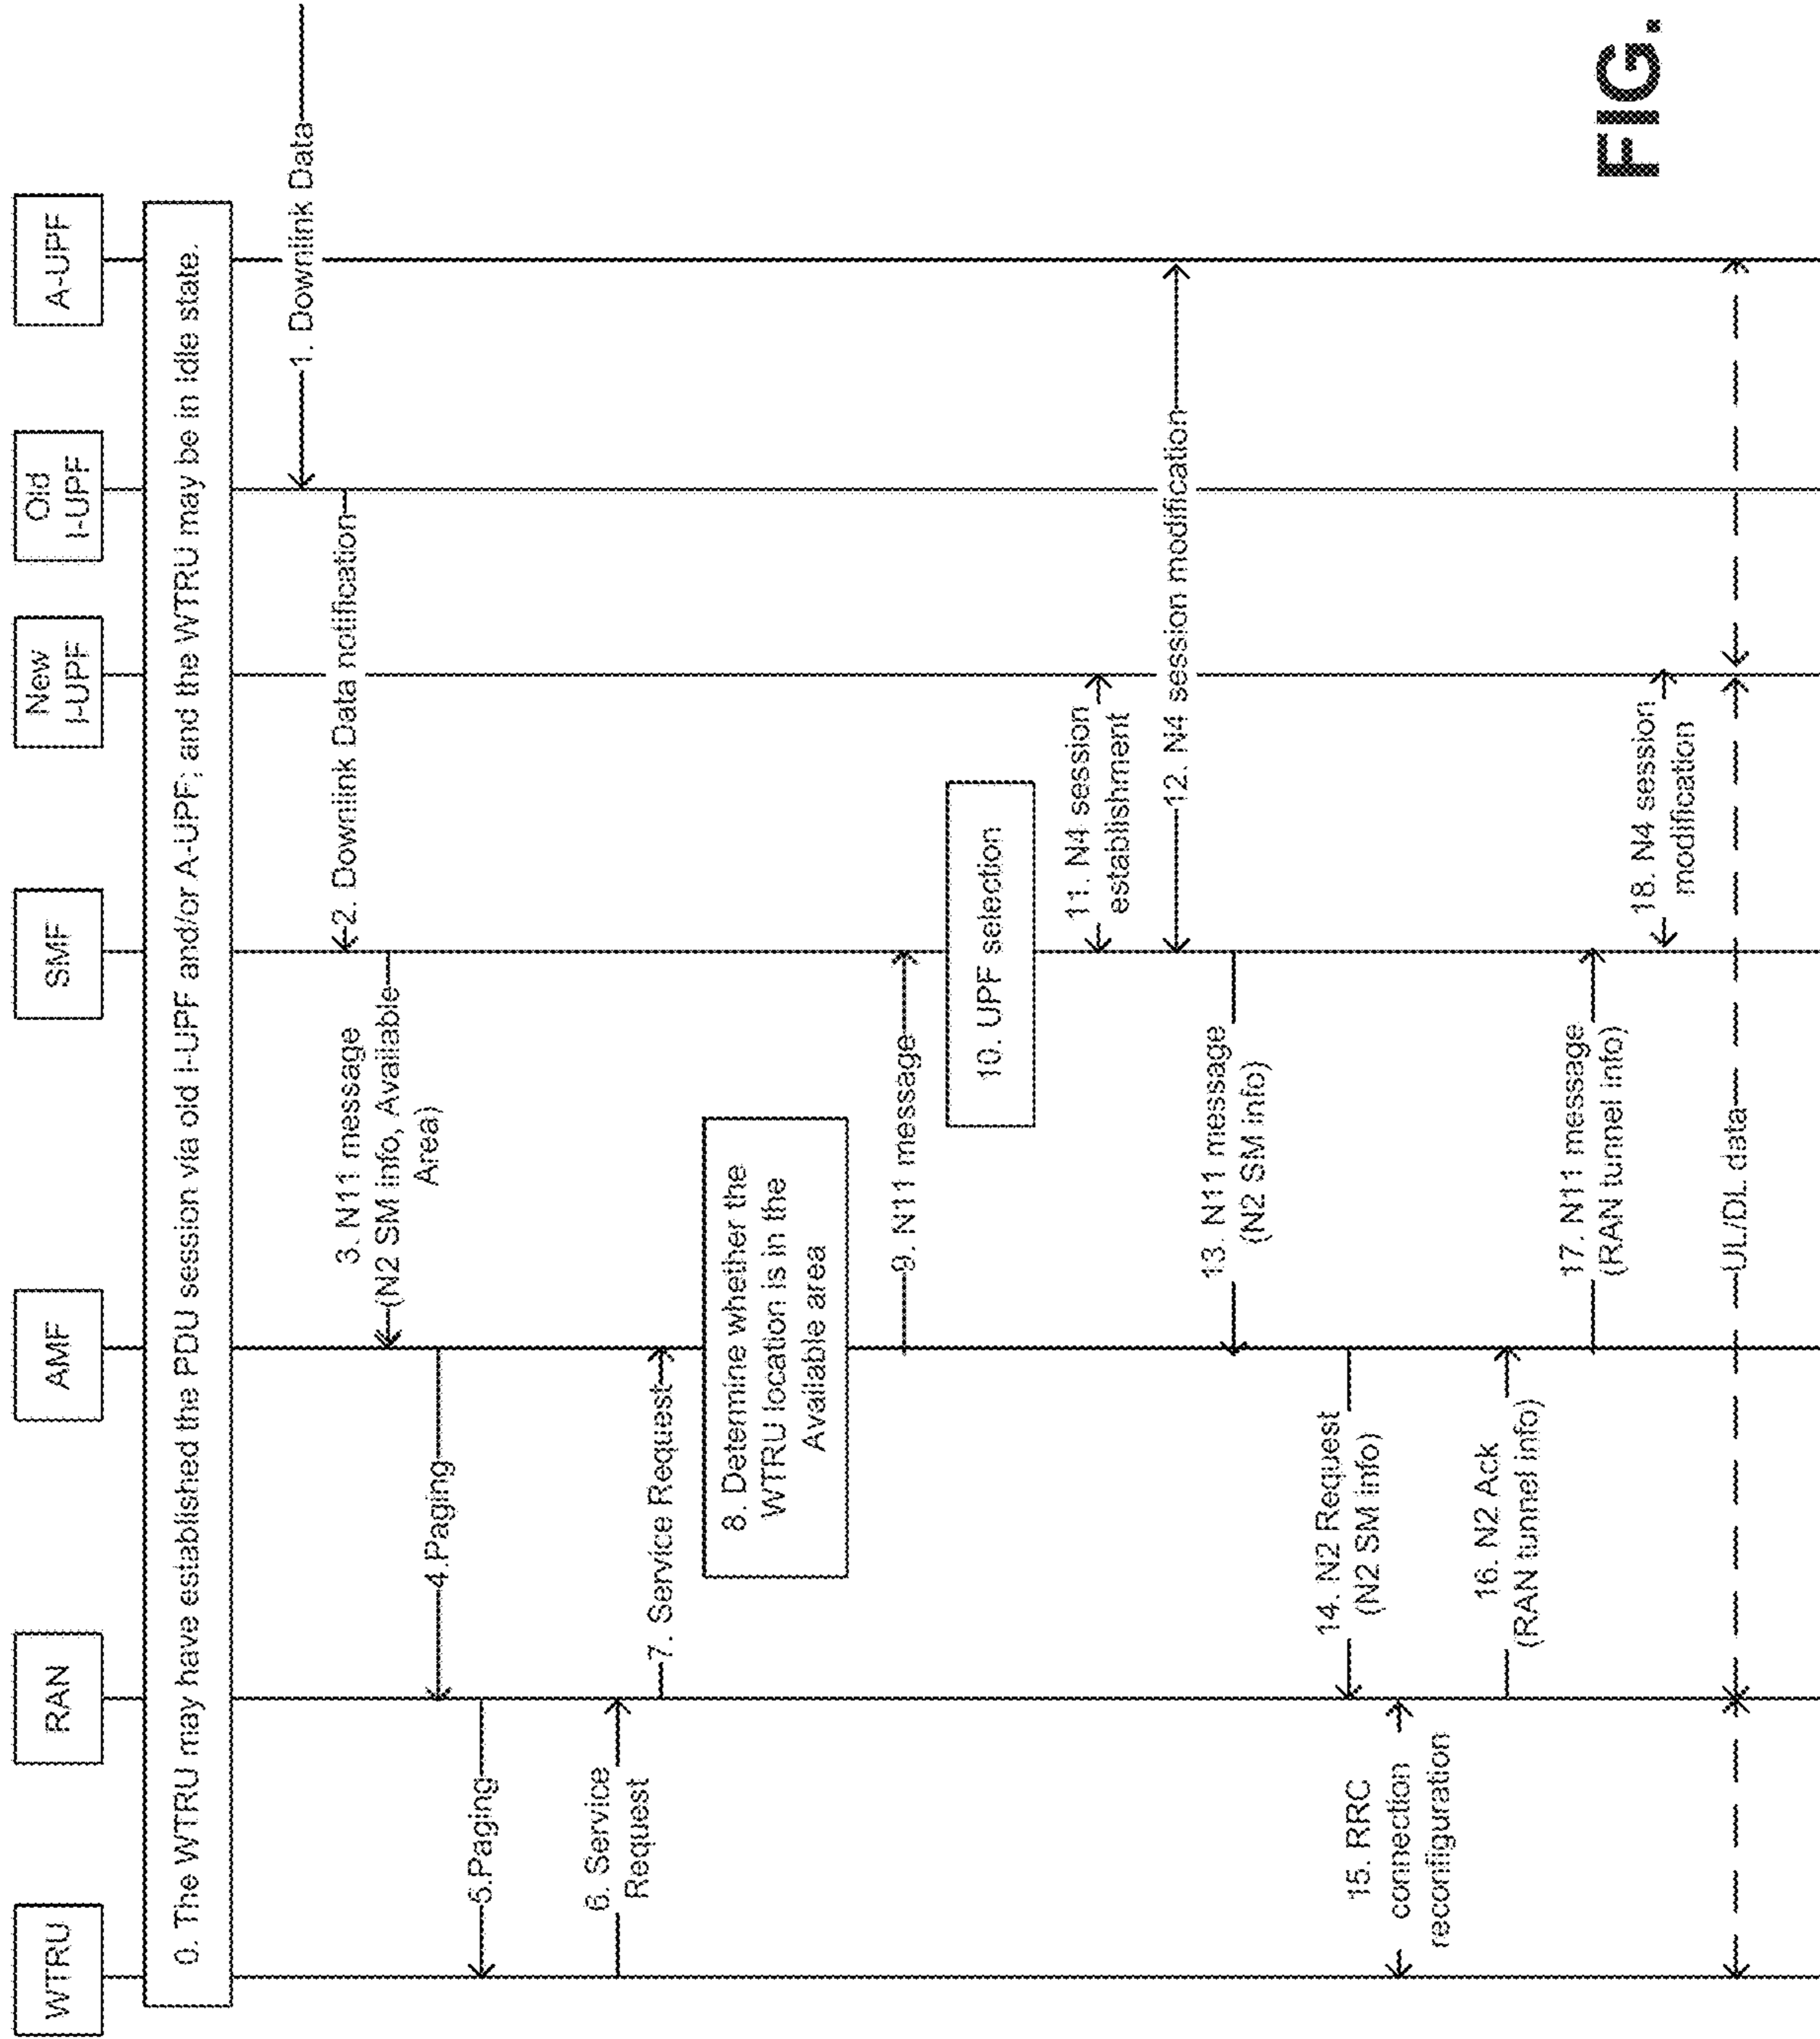 WTRU
RAN
AMF
SMF
New
I-UPF
Old
I-UPF
A-UPF
0. The WTRU may have established the PDU session via old I-UPF and/or A-UPF; and the WTRU may be in idle state.
1. Downlink Data
2. Downlink Data notification
3. N11 message
(N2 SM info, Available
Area)
4.Paging
5.Paging
6. Service
Request
7. Service Request
8. Determine whether the
WTRU location is in the
Available area
9. N11 message
10. UPF selection
11. N4 session
establishment
12. N4 session modification
13. N11 message
(N2 SM info)
14. N2 Request
(N2 SM info)
15. RRC
connection
reconfiguration
16. N2 Ack
(RAN tunnel info)
17. N11 message
(RAN tunnel info)
18. N4 session
modification
UL/DL data
FIG.